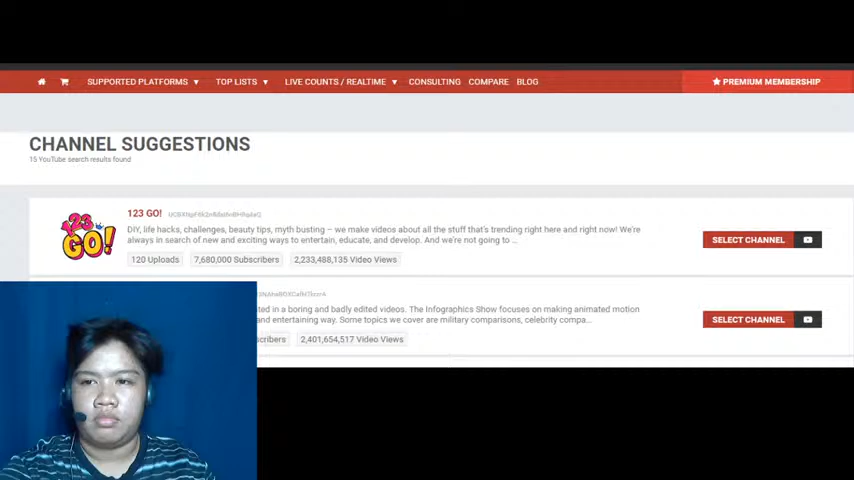 SUPPORTED PLATFORMS ▼ TOP LISTS ▼ LIVE COUNTS / REALTIME ▼ CONSULTING COMPARE BLOG PREMIUM MEMBERSHIP
CHANNEL SUGGESTIONS
15 YouTube search results found
123 GO!
123 GO!
DIY, life hacks, challenges, beauty tips, myth busting – we make videos about all the stuff that's trending right here and right now! We're
always in search of new and exciting ways to entertain, educate, and develop. And we're not going to ...
SELECT CHANNEL
120 Uploads 7,680,000 Subscribers 2,233,488,135 Video Views
ted in a boring and badly edited videos. The Infographics Show focuses on making animated motion
and entertaining way. Some topics we cover are military comparisons, celebrity compa...
SELECT CHANNEL
scribers 2,401,654,517 Video Views